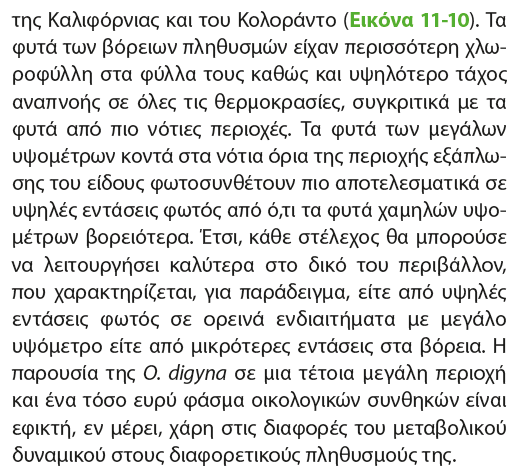 της Καλιφόρνιας και του Κολοράντο (Εικόνα 11-10). Τα
φυτά των βόρειων πληθυσμών είχαν περισσότερη χλω-
ροφύλλη στα φύλλα τους καθώς και υψηλότερο τάχος
αναπνοής σε όλες τις θερμοκρασίες, συγκριτικά με τα
φυτά από πιο νότιες περιοχές. Τα φυτά των μεγάλων
υψομέτρων κοντά στα νότια όρια της περιοχής εξάπλω-
σης του είδους φωτοσυνθέτουν πιο αποτελεσματικά σε
υψηλές εντάσεις φωτός από ό,τι τα φυτά χαμηλών υψο-
μέτρων βορειότερα. Έτσι, κάθε στέλεχος θα μπορούσε
να λειτουργήσει καλύτερα στο δικό του περιβάλλον,
που χαρακτηρίζεται, για παράδειγμα, είτε από υψηλές
εντάσεις φωτός σε ορεινά ενδιαιτήματα με μεγάλο
υψόμετρο είτε από μικρότερες εντάσεις στα βόρεια. Η
παρουσία της O. digyna σε μια τέτοια μεγάλη περιοχή
και ένα τόσο ευρύ φάσμα οικολογικών συνθηκών είναι
εφικτή, εν μέρει, χάρη στις διαφορές του μεταβολικού
δυναμικού στους διαφορετικούς πληθυσμούς της.